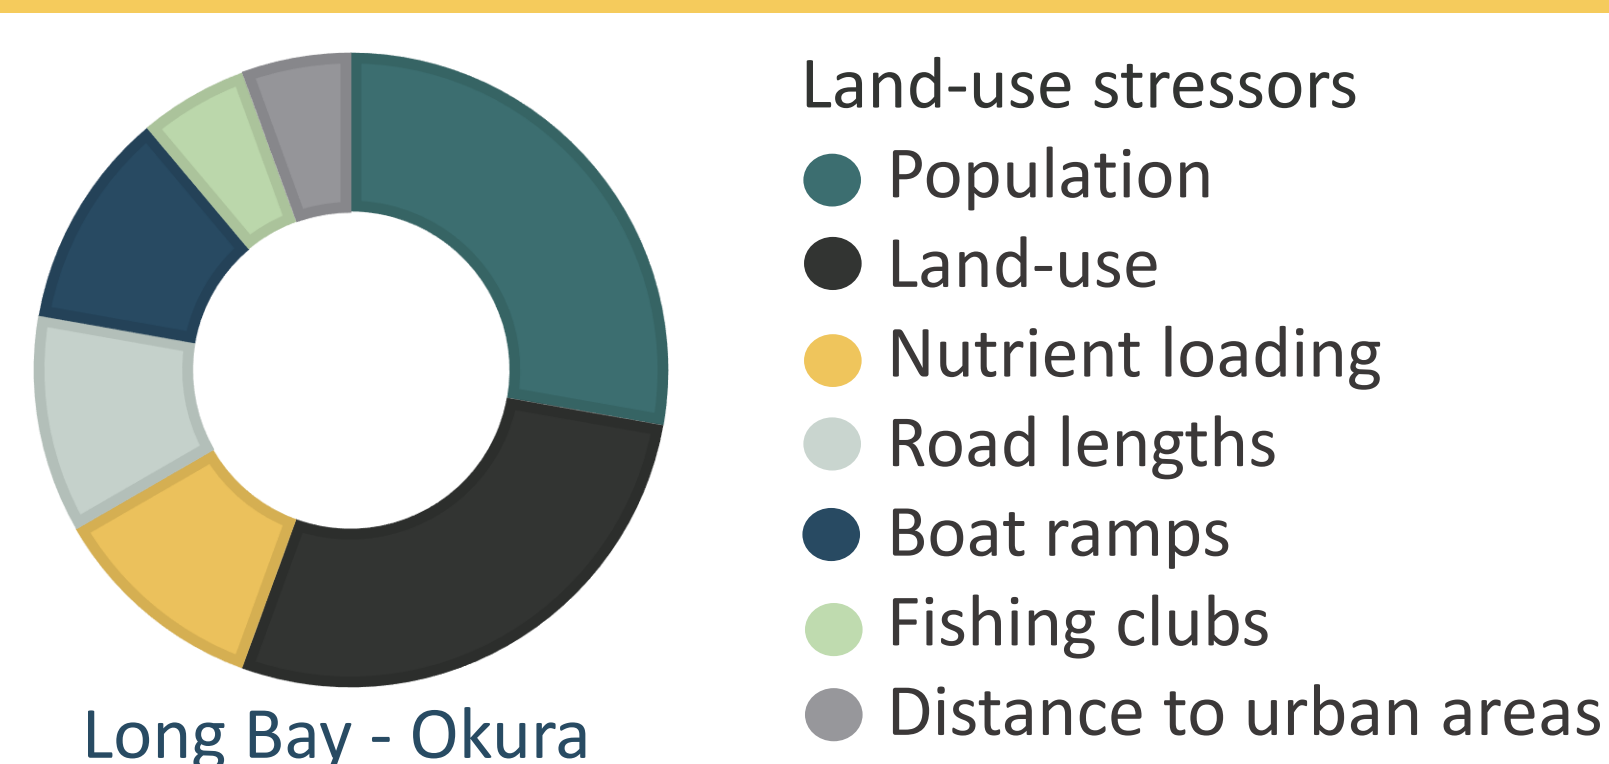 Land-use stressors
Population
Land-use
Nutrient loading
Road lengths
Boat ramps
Fishing clubs
Distance to urban areas
Long Bay - Okura